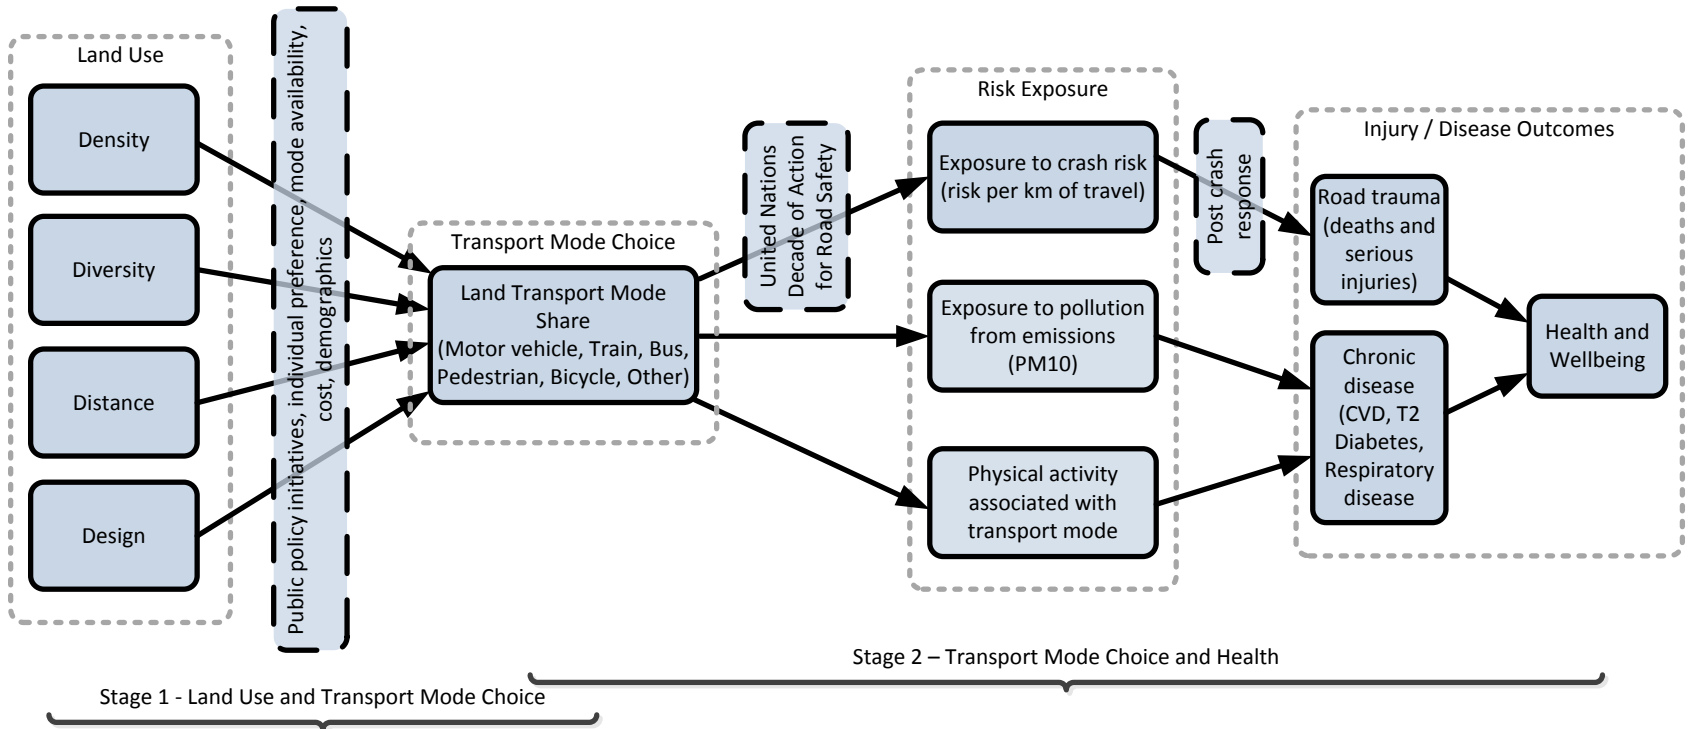 Land Use
Density
Diversity
Distance
Design
Public policy initiatives, individual preference, mode availability,
cost, demographics
Transport Mode Choice
Land Transport Mode
Share
(Motor vehicle, Train, Bus,
Pedestrian, Bicycle, Other)
United Nations
Decade of Action
for Road Safety
Risk Exposure
Exposure to crash risk
(risk per km of travel)
Exposure to pollution
from emissions
(PM10)
Physical activity
associated with
transport mode
Post crash
response
Injury / Disease Outcomes
Road trauma
(deaths and
serious
injuries)
Chronic
disease
(CVD, T2
Diabetes,
Respiratory
disease
Health and
Wellbeing
Stage 2 – Transport Mode Choice and Health
Stage 1 - Land Use and Transport Mode Choice